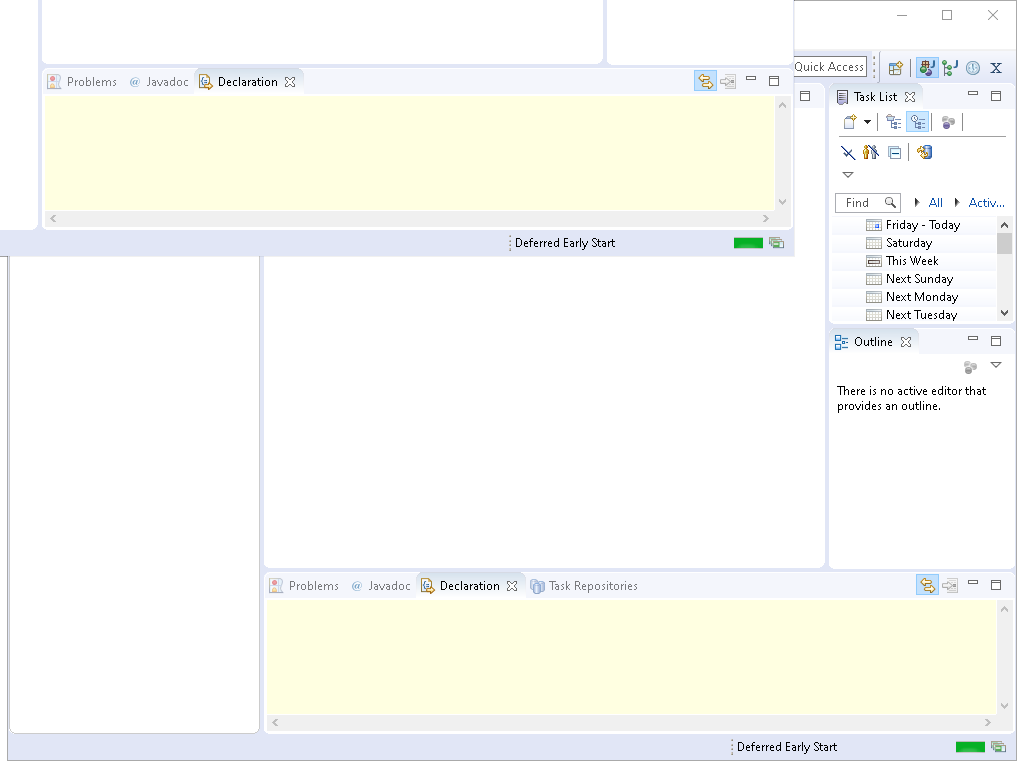 Problems @ Javadoc Declaration
Quick Access
Task List
Find All Activ...
Friday - Today
Saturday
This Week
Next Sunday
Next Monday
Next Tuesday
Deferred Early Start
Outline
There is no active editor that
provides an outline.
Problems @ Javadoc Declaration Task Repositories
Deferred Early Start